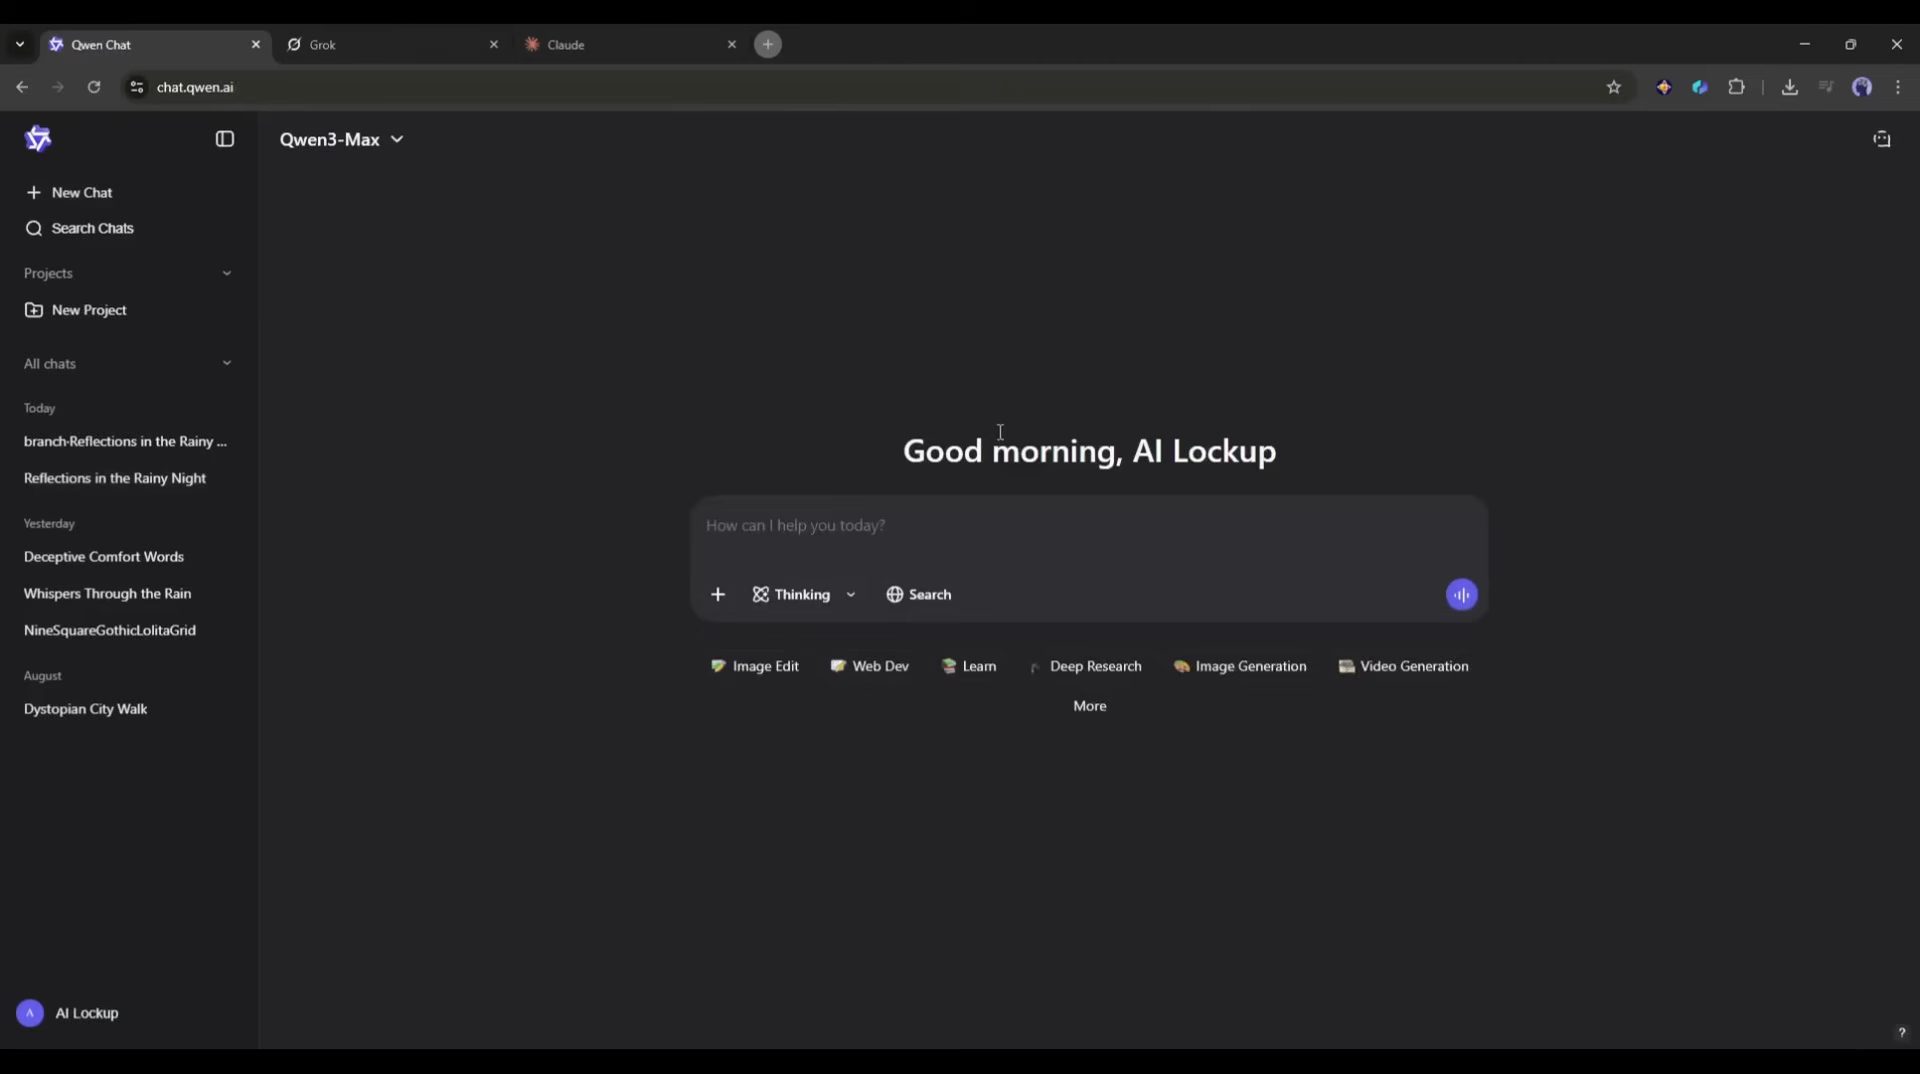 Qwen Chat
Grok
Claude
chat.qwen.ai
Qwen3-Max
New Chat
Search Chats
Projects
New Project
All chats
Today
branch·Reflections in the Rainy ...
Reflections in the Rainy Night
Yesterday
Deceptive Comfort Words
Whispers Through the Rain
NineSquareGothicLolitaGrid
August
Dystopian City Walk
Good morning, AI Lockup
How can I help you today?
Thinking
Search
Image Edit
Web Dev
Learn
Deep Research
Image Generation
Video Generation
More
A
AI Lockup
?